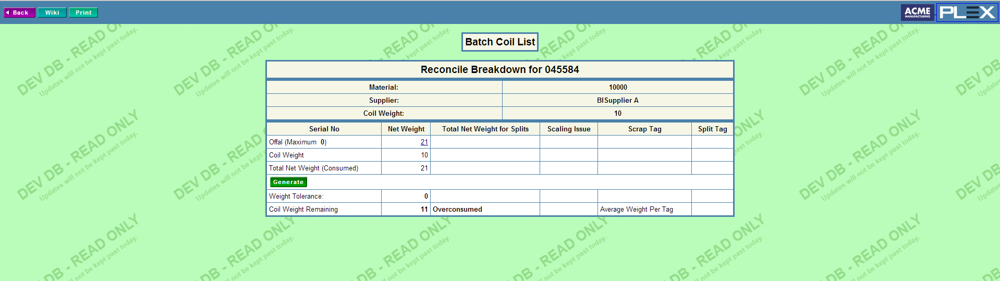 Back Wiki Print
ACME
MANUFACTURING
PLEX
Batch Coil List
Reconcile Breakdown for 045584
Material: 10000
Supplier: BISupplier A
Coil Weight: 10
Serial No Net Weight Total Net Weight for Splits Scaling Issue Scrap Tag Split Tag
Offal (Maximum 0) 21
Coil Weight 10
Total Net Weight (Consumed) 21
Generate
Weight Tolerance: 0
Coil Weight Remaining 11 Overconsumed Average Weight Per Tag
DEV DB - READ ONLY
Updates will not be kept past today.